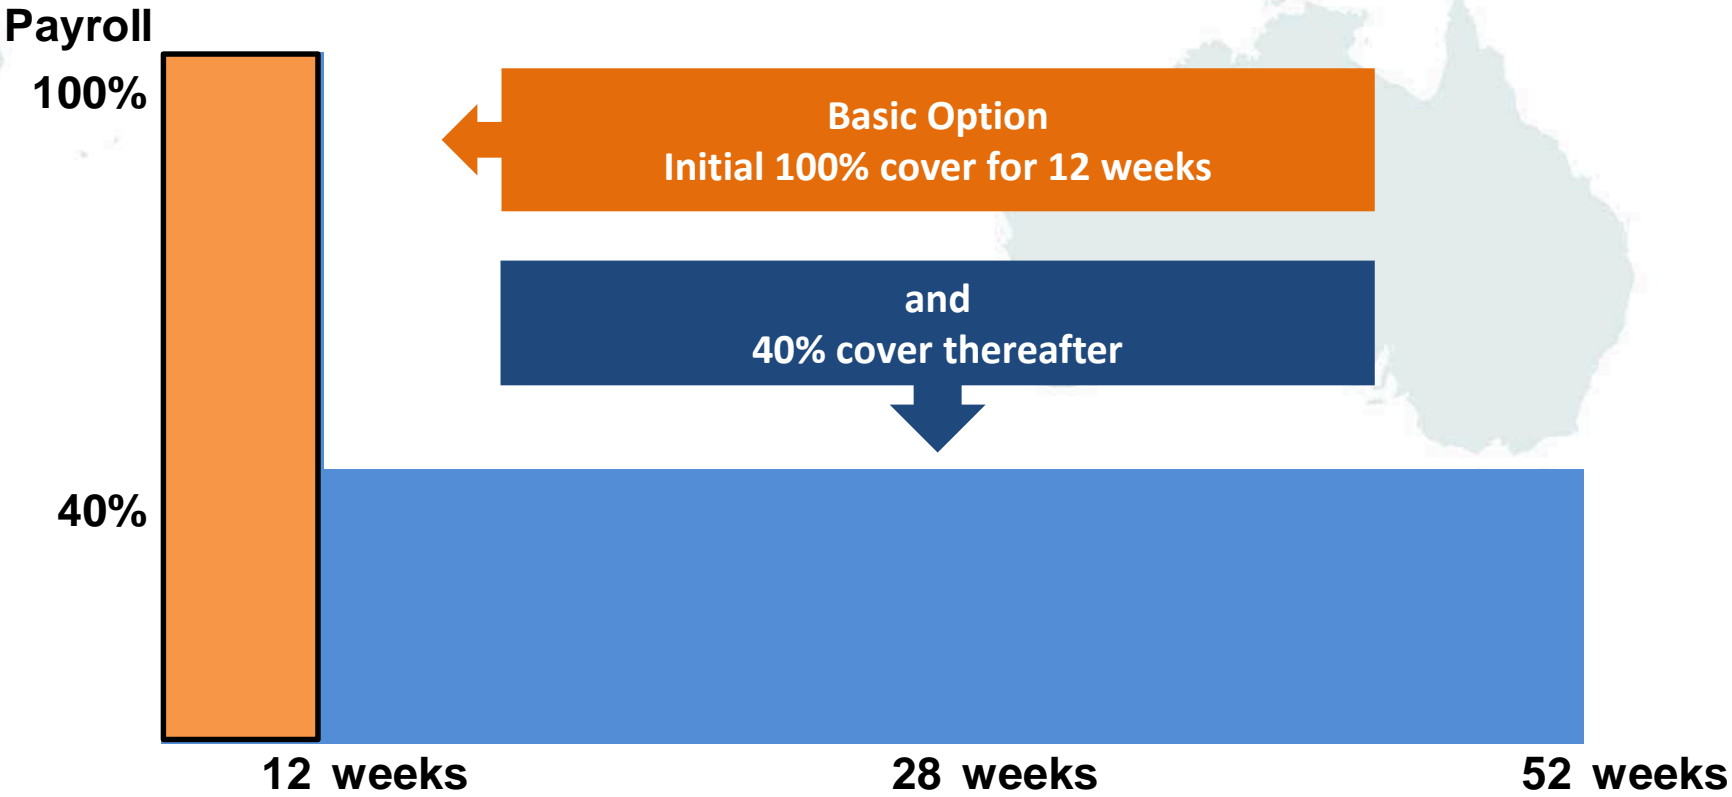 Payroll
100%
Basic Option
Initial 100% cover for 12 weeks
and
40% cover thereafter
40%
12 weeks
28 weeks
52 weeks